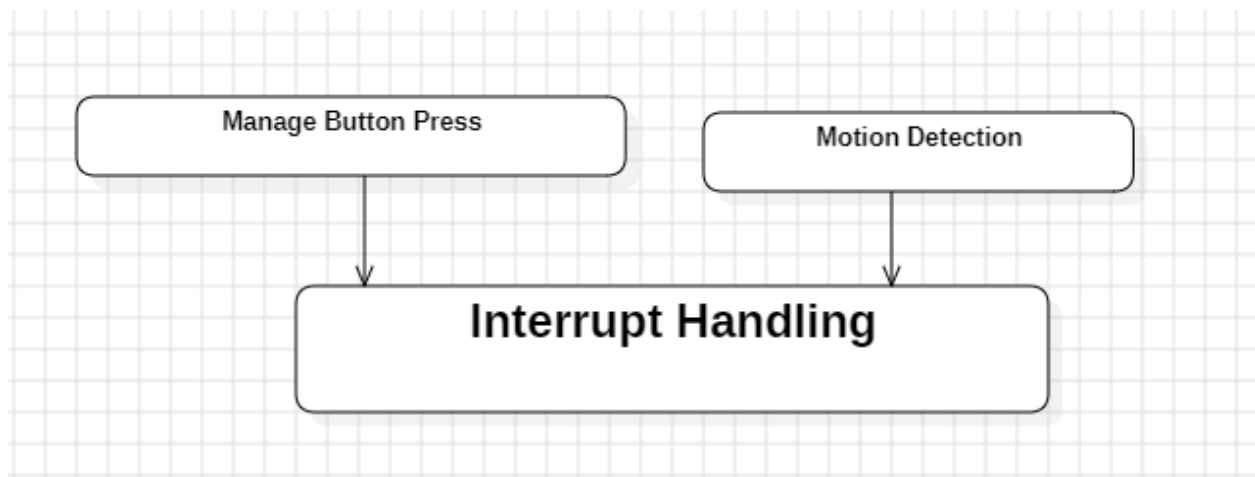 Manage Button Press
Motion Detection
Interrupt Handling